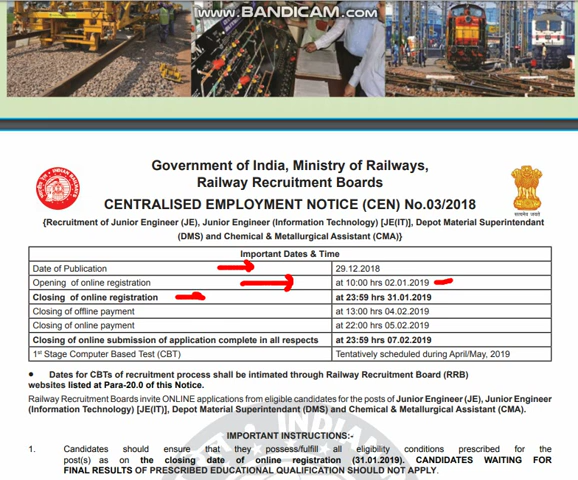 WWW.BANDICAM.COM
Government of India, Ministry of Railways,
Railway Recruitment Boards
CENTRALISED EMPLOYMENT NOTICE (CEN) No.03/2018
{Recruitment of Junior Engineer (JE), Junior Engineer (Information Technology) [JE(IT)], Depot Material Superintendant
(DMS) and Chemical & Metallurgical Assistant (CMA)}
Important Dates & Time
Date of Publication 29.12.2018
Opening of online registration at 10:00 hrs 02.01.2019
Closing of online registration at 23:59 hrs 31.01.2019
Closing of offline payment at 13:00 hrs 04.02.2019
Closing of online payment at 22:00 hrs 05.02.2019
Closing of online submission of application complete in all respects at 23:59 hrs 07.02.2019
1st Stage Computer Based Test (CBT) Tentatively scheduled during April/May, 2019
● Dates for CBTs of recruitment process shall be intimated through Railway Recruitment Board (RRB)
websites listed at Para-20.0 of this Notice.
Railway Recruitment Boards invite ONLINE applications from eligible candidates for the posts of Junior Engineer (JE), Junior Engineer
(Information Technology) [JE(IT)], Depot Material Superintendant (DMS) and Chemical & Metallurgical Assistant (CMA).
IMPORTANT INSTRUCTIONS:-
1. Candidates should ensure that they possess/fulfill all eligibility conditions prescribed for the
post(s) as on the closing date of online registration (31.01.2019). CANDIDATES WAITING FOR
FINAL RESULTS OF PRESCRIBED EDUCATIONAL QUALIFICATION SHOULD NOT APPLY.